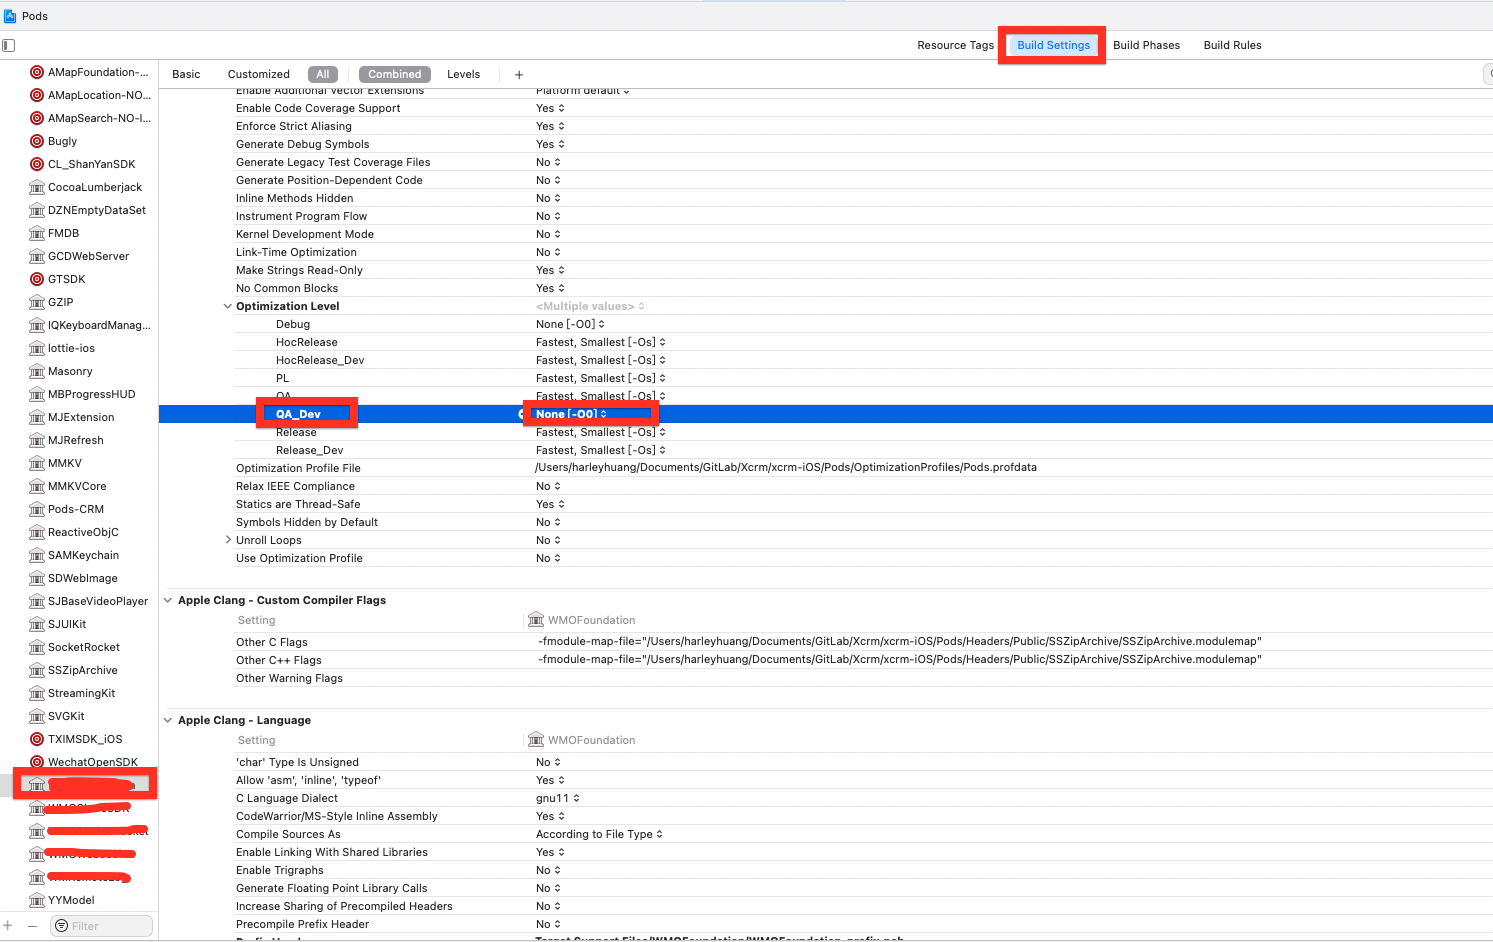 Pods
Resource Tags Build Settings Build Phases Build Rules
Basic Customized All Combined Levels +
AMapFoundation-...
AMapLocation-NO...
AMapSearch-NO-I...
Bugly
CL_ShanYanSDK
CocoaLumberjack
DZNEmptyDataSet
FMDB
GCDWebServer
GTSDK
GZIP
IQKeyboardManag...
lottie-ios
Masonry
MBProgressHUD
MJExtension
MJRefresh
MMKV
MMKVCore
Pods-CRM
ReactiveObjC
SAMKeychain
SDWebImage
SJBaseVideoPlayer
SJUIKit
SocketRocket
SSZipArchive
StreamingKit
SVGKit
TXIMSDK_iOS
WechatOpenSDK
YYModel
Filter
Enable Additional Vector Extensions Platform default
Enable Code Coverage Support Yes
Enforce Strict Aliasing Yes
Generate Debug Symbols Yes
Generate Legacy Test Coverage Files No
Generate Position-Dependent Code No
Inline Methods Hidden No
Instrument Program Flow No
Kernel Development Mode No
Link-Time Optimization No
Make Strings Read-Only Yes
No Common Blocks Yes
Optimization Level <Multiple values>
Debug None [-O0]
HocRelease Fastest, Smallest [-Os]
HocRelease_Dev Fastest, Smallest [-Os]
PL Fastest, Smallest [-Os]
QA Fastest, Smallest [-Os]
QA_Dev None [-O0]
Release Fastest, Smallest [-Os]
Release_Dev Fastest, Smallest [-Os]
Optimization Profile File /Users/harleyhuang/Documents/GitLab/Xcrm/xcrm-iOS/Pods/OptimizationProfiles/Pods.profdata
Relax IEEE Compliance No
Statics are Thread-Safe Yes
Symbols Hidden by Default No
Unroll Loops No
Use Optimization Profile No
Apple Clang - Custom Compiler Flags
Setting WMOFoundation
Other C Flags -fmodule-map-file="/Users/harleyhuang/Documents/GitLab/Xcrm/xcrm-iOS/Pods/Headers/Public/SSZipArchive/SSZipArchive.modulemap"
Other C++ Flags -fmodule-map-file="/Users/harleyhuang/Documents/GitLab/Xcrm/xcrm-iOS/Pods/Headers/Public/SSZipArchive/SSZipArchive.modulemap"
Other Warning Flags
Apple Clang - Language
Setting WMOFoundation
'char' Type Is Unsigned No
Allow 'asm', 'inline', 'typeof' Yes
C Language Dialect gnu11
CodeWarrior/MS-Style Inline Assembly Yes
Compile Sources As According to File Type
Enable Linking With Shared Libraries Yes
Enable Trigraphs No
Generate Floating Point Library Calls No
Increase Sharing of Precompiled Headers No
Precompile Prefix Header No
Prefix Header Target Support Files/WMOFoundation/WMOFoundation-prefix.pch